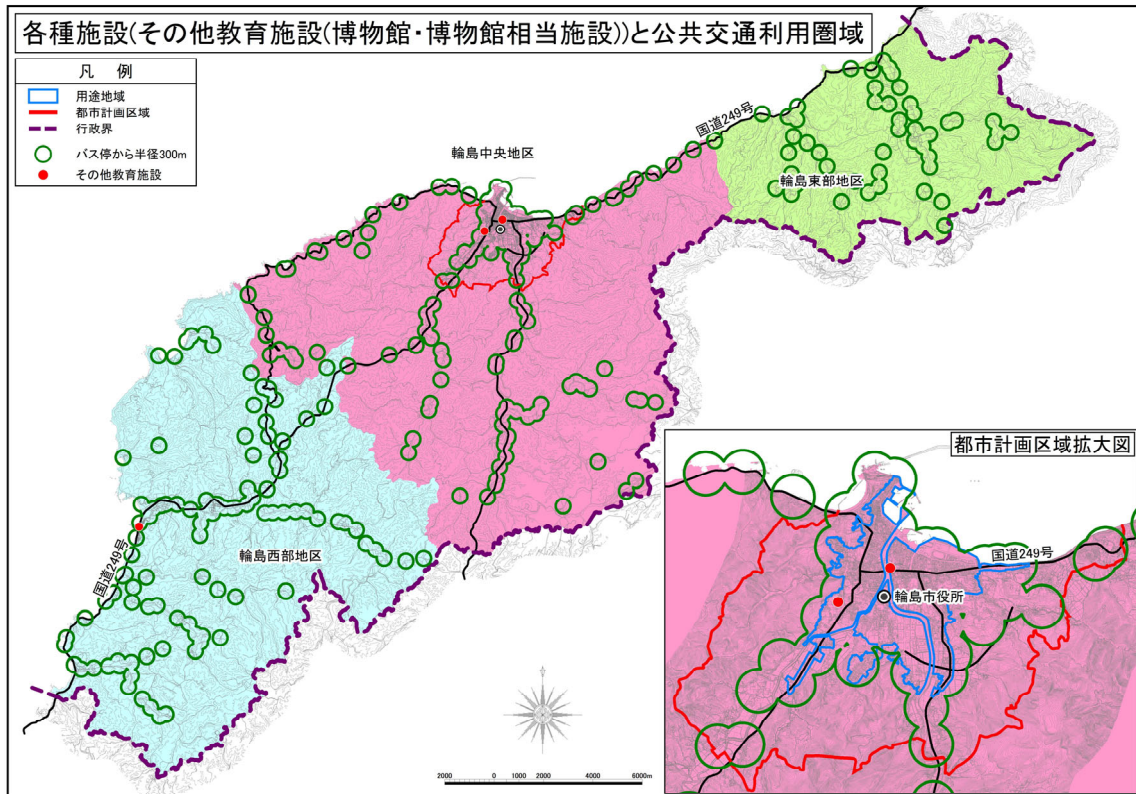 各種施設(その他教育施設(博物館・博物館相当施設))と公共交通利用圏域
凡 例
用途地域
都市計画区域
行政界
バス停から半径300m
その他教育施設
輪島中央地区
国道249号
輪島東部地区
輪島西部地区
国道249号
都市計画区域拡大図
国道249号
輪島市役所
2000 1000 0 2000 4000 6000m